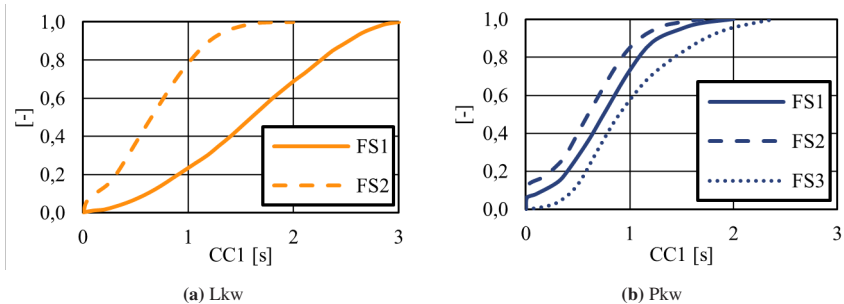 1,0
0,8
0,6
0,4
0,2
0,0
[-]
FS1
FS2
0 1 2 3
CC1 [s]
(a) Lkw
1,0
0,8
0,6
0,4
0,2
0,0
[-]
FS1
FS2
FS3
0 1 2 3
CC1 [s]
(b) Pkw